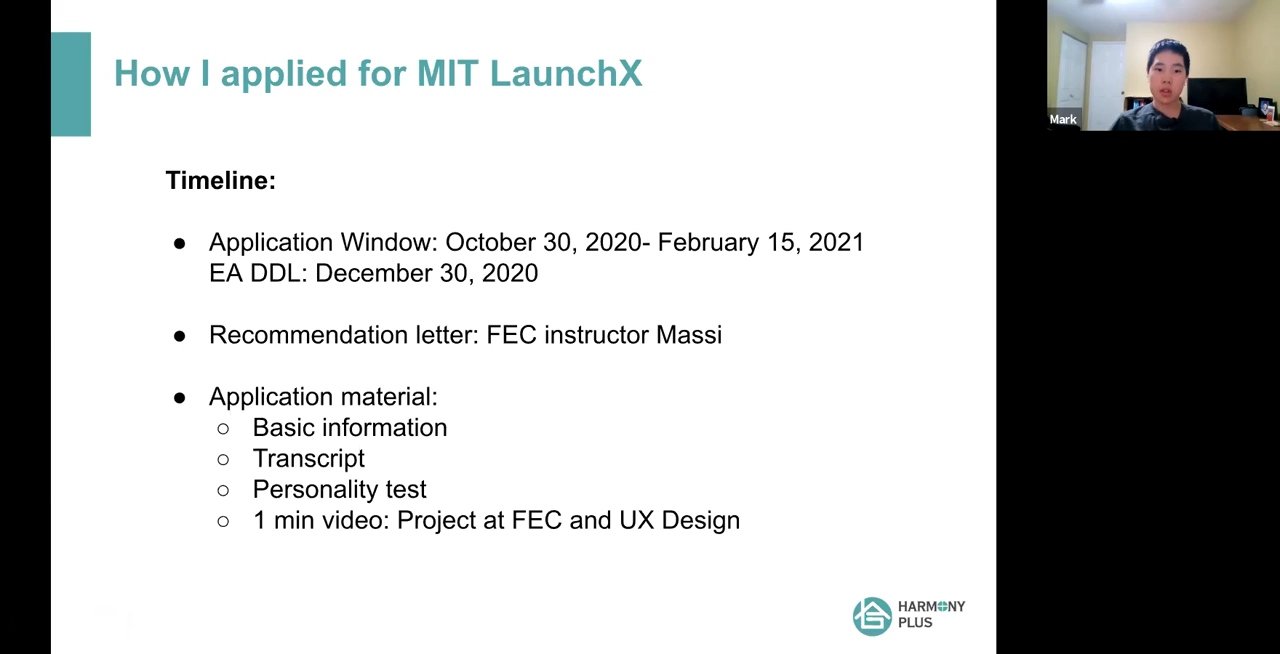 How I applied for MIT LaunchX
Mark
Timeline:
● Application Window: October 30, 2020- February 15, 2021
EA DDL: December 30, 2020
● Recommendation letter: FEC instructor Massi
● Application material:
○ Basic information
○ Transcript
○ Personality test
○ 1 min video: Project at FEC and UX Design
HARMONY
PLUS